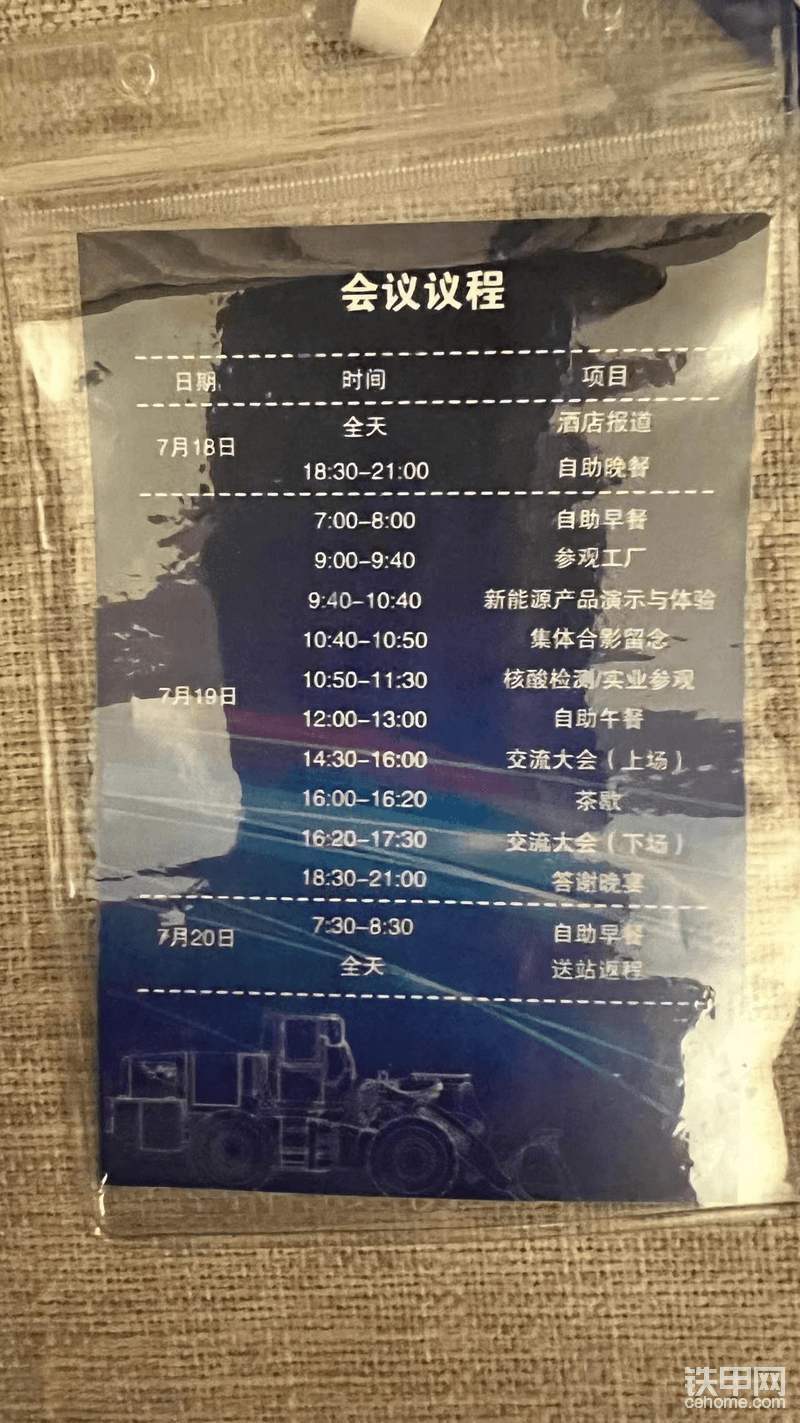 会议议程
日期 时间 项目
全天 酒店报道
7月18日
18:30-21:00 自助晚餐
7:00-8:00 自助早餐
9:00-9:40 参观工厂
9:40-10:40 新能源产品演示与体验
10:40-10:50 集体合影留念
10:50-11:30 核酸检测/实业参观
7月19日
12:00-13:00 自助午餐
14:30-16:00 交流大会（上场）
16:00-16:20 茶歇
16:20-17:30 交流大会（下场）
18:30-21:00 答谢晚宴
7:30-8:30 自助早餐
7月20日
全天 送站返程
铁甲网
cehome.com